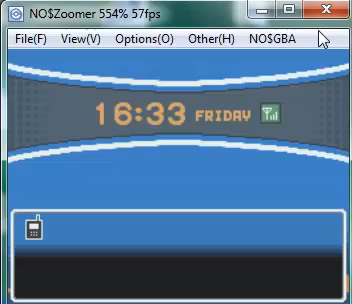 NO$Zoomer 554% 57fps
File(F) View(V) Options(O) Other(H) NO$GBA
16:33 FRIDAY